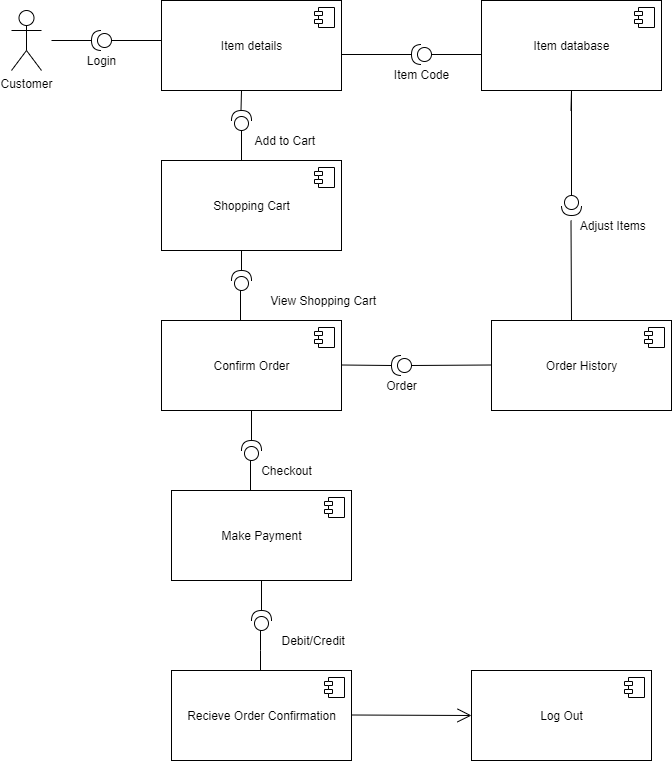 Item details
Item database
Login
Item Code
Customer
Add to Cart
Shopping Cart
Adjust Items
View Shopping Cart
Confirm Order
Order History
Order
Checkout
Make Payment
Debit/Credit
Recieve Order Confirmation
Log Out